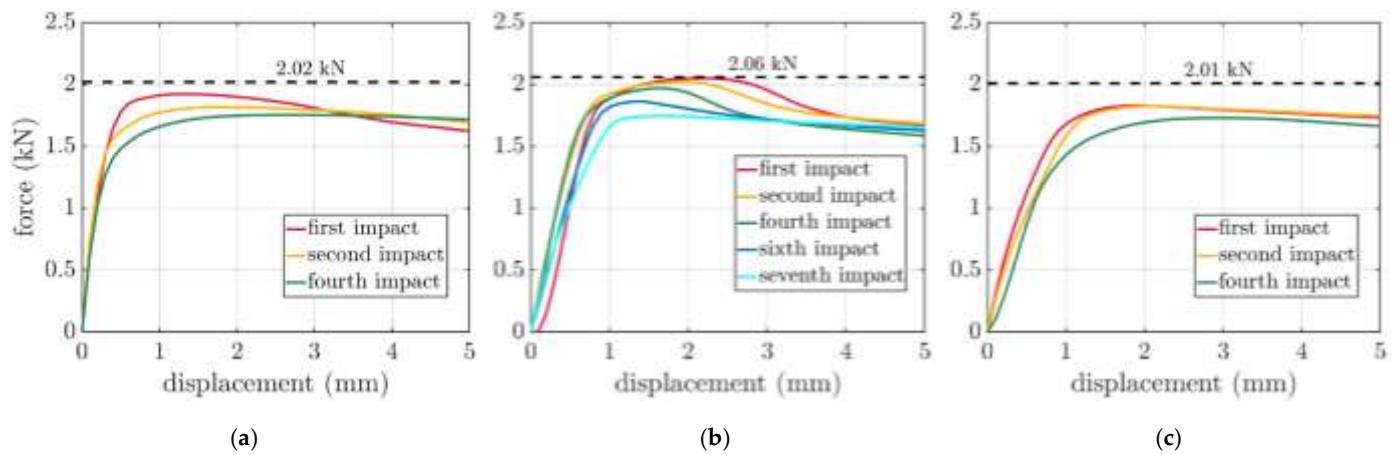 2.5
2
1.5
1
0.5
0
force (kN)
2.02 kN
first impact
second impact
fourth impact
0 1 2 3 4 5
displacement (mm)
(a)
2.5
2
1.5
1
0.5
0
2.06 kN
first impact
second impact
fourth impact
sixth impact
seventh impact
0 1 2 3 4 5
displacement (mm)
(b)
2.5
2
1.5
1
0.5
0
2.01 kN
first impact
second impact
fourth impact
0 1 2 3 4 5
displacement (mm)
(c)